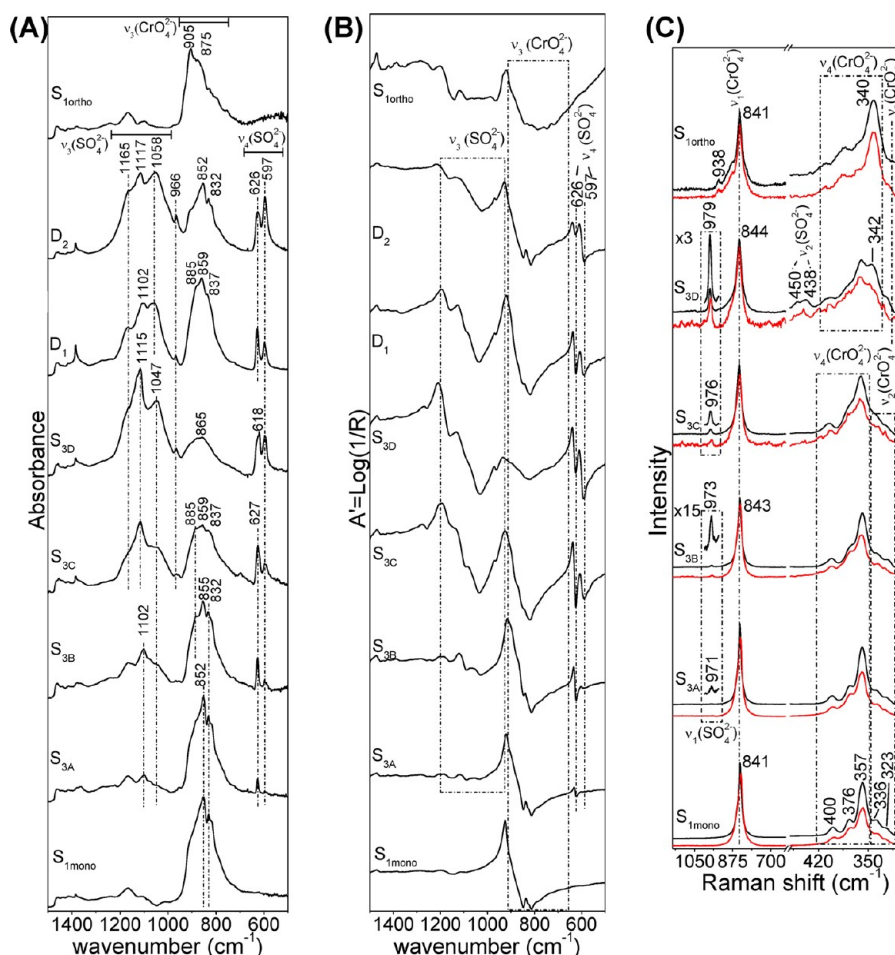 (A)
ν3(CrO4^2-)
905
875
S1ortho
ν3(SO4^2-)
1165
1117
1058
966
852
832
ν4(SO4^2-)
626
597
D2
1102
885
859
837
D1
1115
1047
865
618
S3D
885
859
837
627
S3C
1102
855
832
S3B
852
S3A
S1mono
Absorbance
1500 1400 1200 1000 800 600
wavenumber (cm-1)
(B)
ν3(CrO4^2-)
S1ortho
ν3(SO4^2-)
626
597
ν4(SO4^2-)
D2
D1
S3D
S3C
S3B
S3A
S1mono
A'=Log(1/R)
1500 1400 1200 1000 800 600
wavenumber (cm-1)
(C)
ν1(CrO4^2-)
ν4(CrO4^2-)
340
841
S1ortho
938
x3
979
844
450
438
ν2(SO4^2-)
342
S3D
ν4(CrO4^2-)
ν2(CrO4^2-)
976
S3C
x15
973
843
S3B
971
S3A
ν1(SO4^2-)
841
400
376
357
336
323
S1mono
Intensity
1050 875 700 420 350
Raman shift (cm-1)